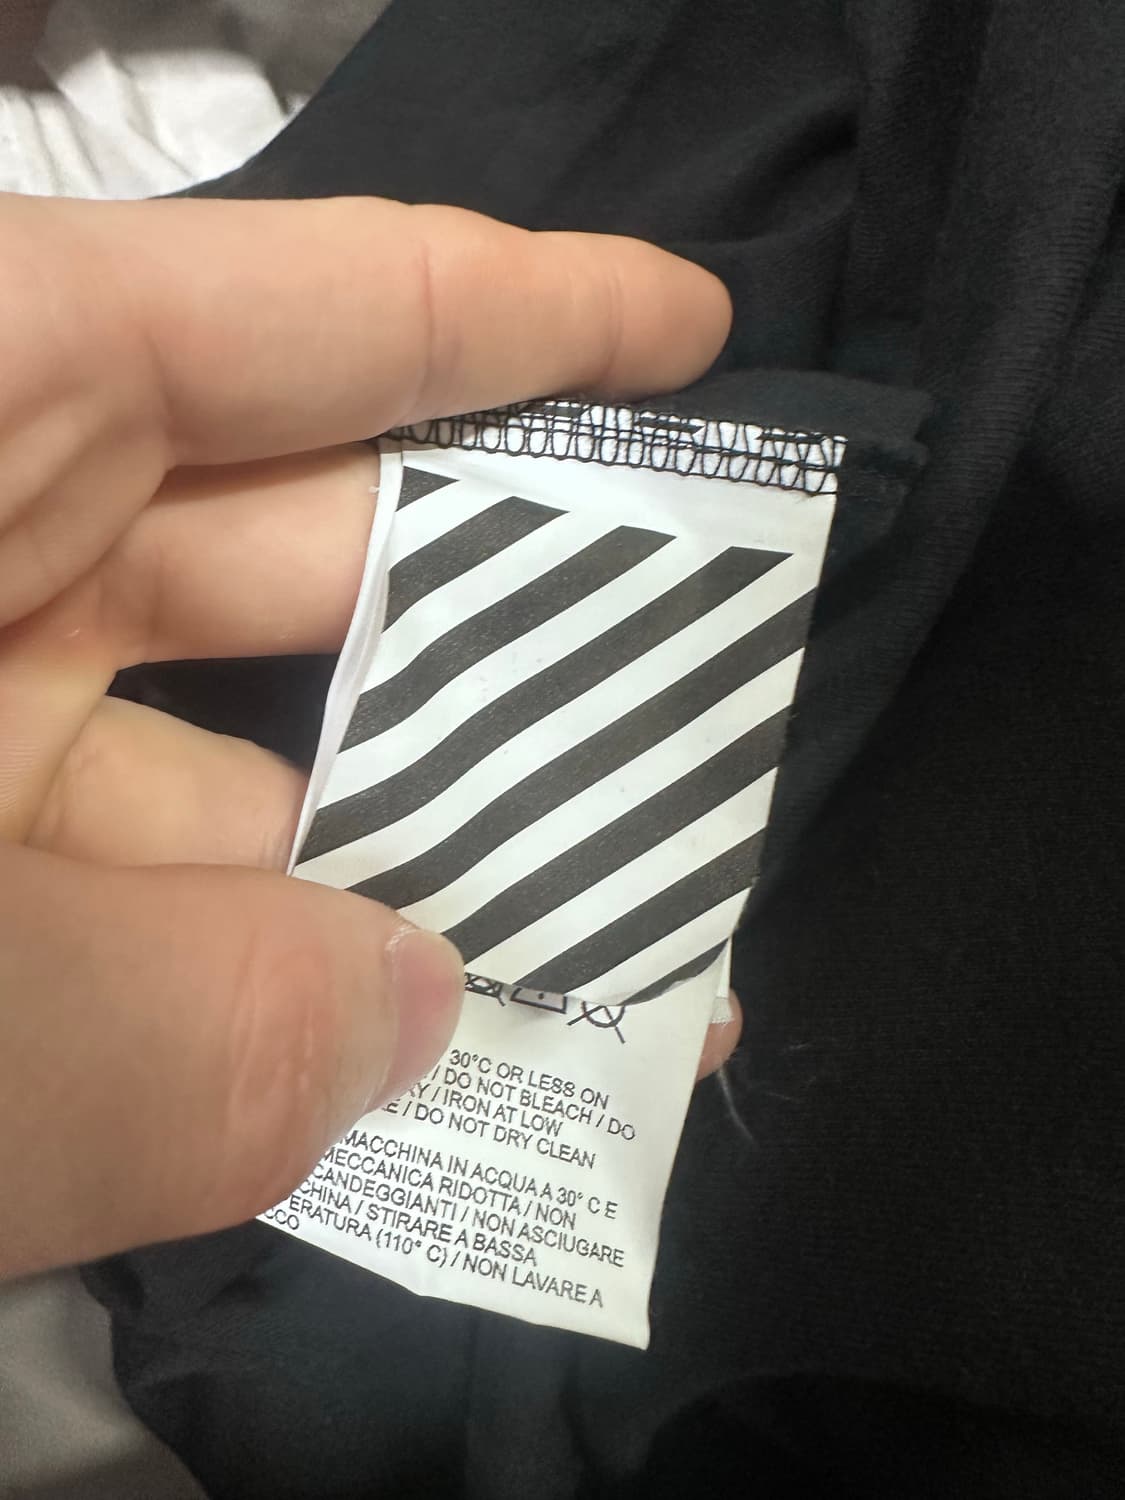 30°C OR LESS ON
/ DO NOT BLEACH / DO
/ IRON AT LOW
/ DO NOT DRY CLEAN
MACCHINA IN ACQUA A 30° C E
MECCANICA RIDOTTA / NON
CANDEGGIANTI / NON ASCIUGARE
CHINA / STIRARE A BASSA
ERATURA (110° C) / NON LAVARE A
CCO